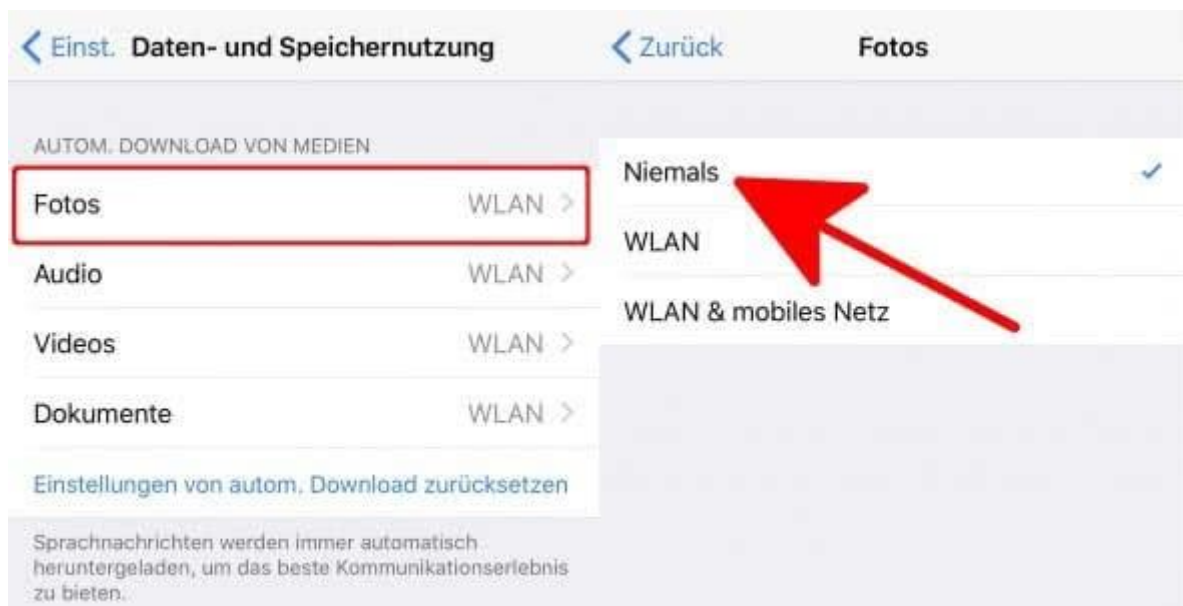 Einst. Daten- und Speichernutzung
AUTOM. DOWNLOAD VON MEDIEN
Fotos WLAN
Audio WLAN
Videos WLAN
Dokumente WLAN
Einstellungen von autom. Download zurücksetzen
Sprachnachrichten werden immer automatisch
heruntergeladen, um das beste Kommunikationserlebnis
zu bieten.
Zurück Fotos
Niemals
WLAN
WLAN & mobiles Netz